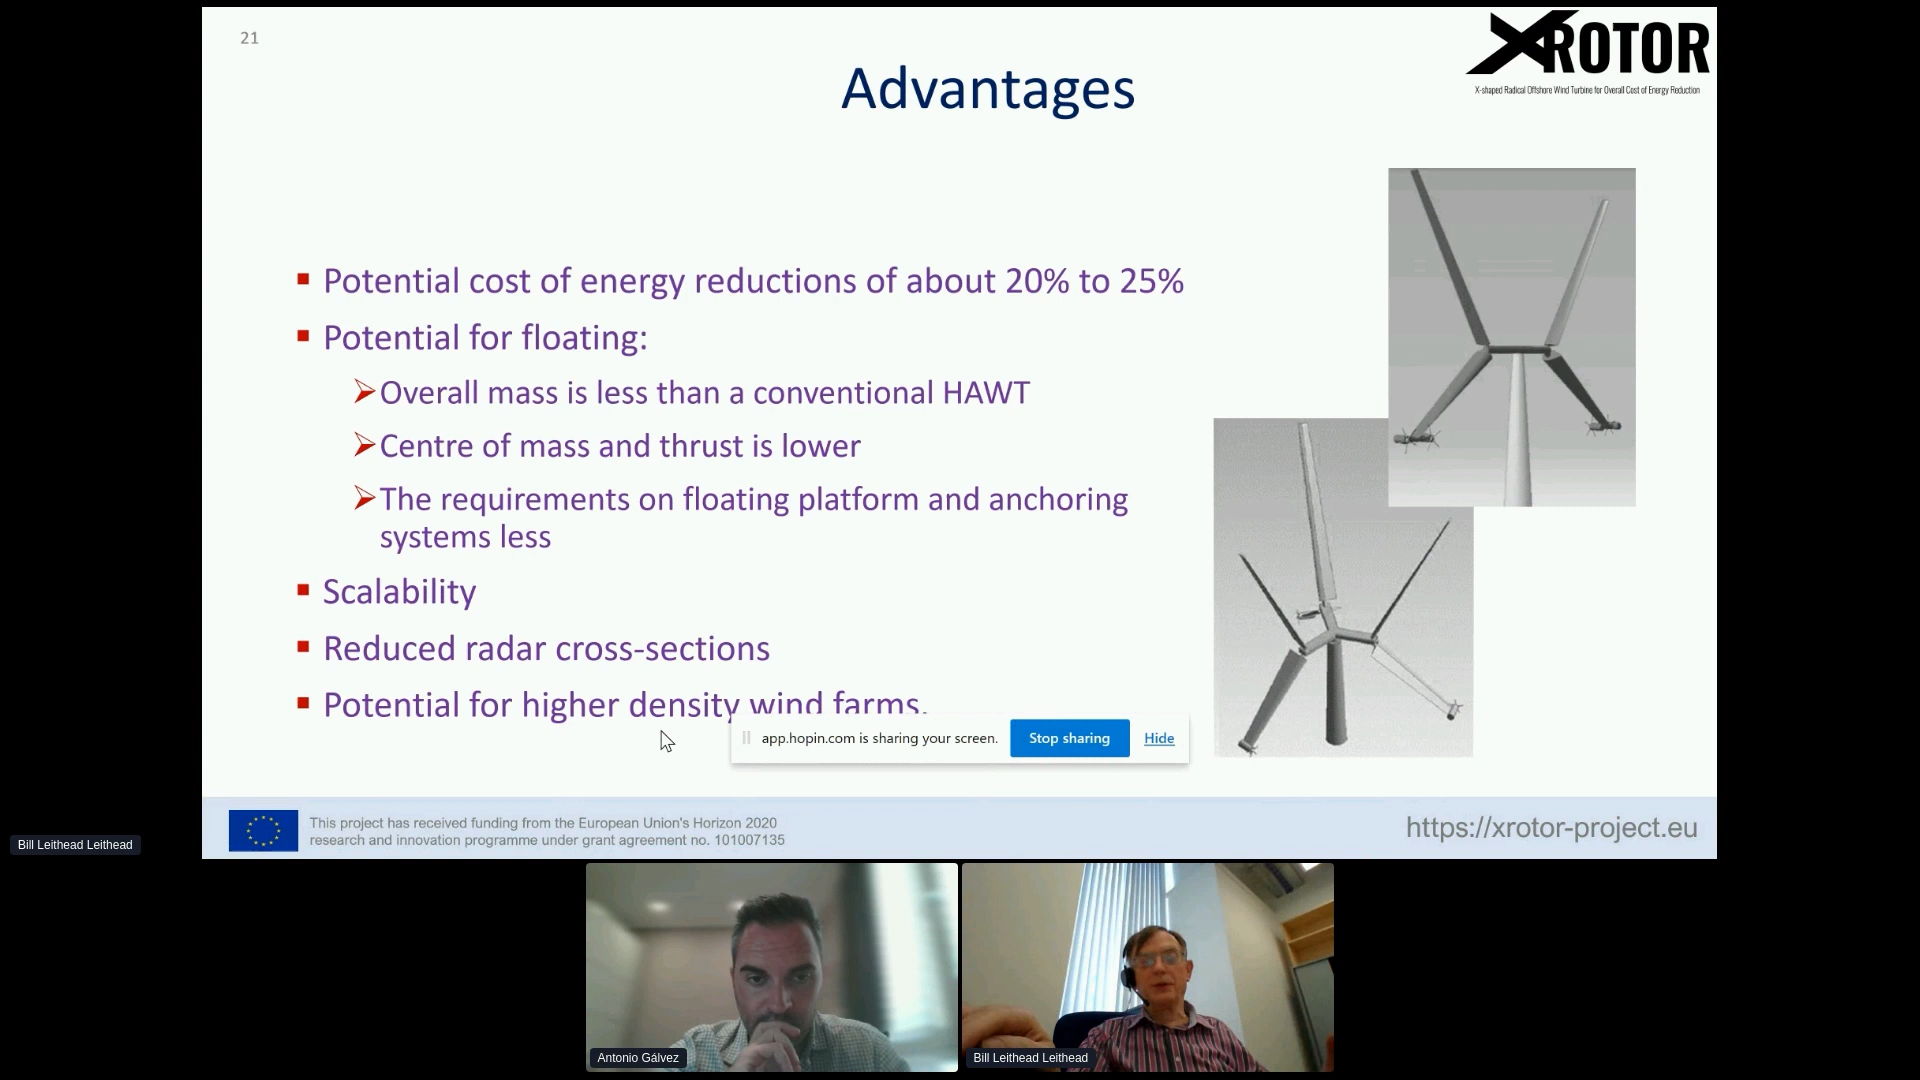 21
XROTOR
X-shaped Radical Offshore Wind Turbine for Overall Cost of Energy Reduction
Advantages
Potential cost of energy reductions of about 20% to 25%
Potential for floating:
Overall mass is less than a conventional HAWT
Centre of mass and thrust is lower
The requirements on floating platform and anchoring
systems less
Scalability
Reduced radar cross-sections
Potential for higher density wind farms.
app.hopin.com is sharing your screen.
Stop sharing
Hide
This project has received funding from the European Union's Horizon 2020
research and innovation programme under grant agreement no. 101007135
https://xrotor-project.eu
Bill Leithead Leithead
Antonio Gálvez
Bill Leithead Leithead